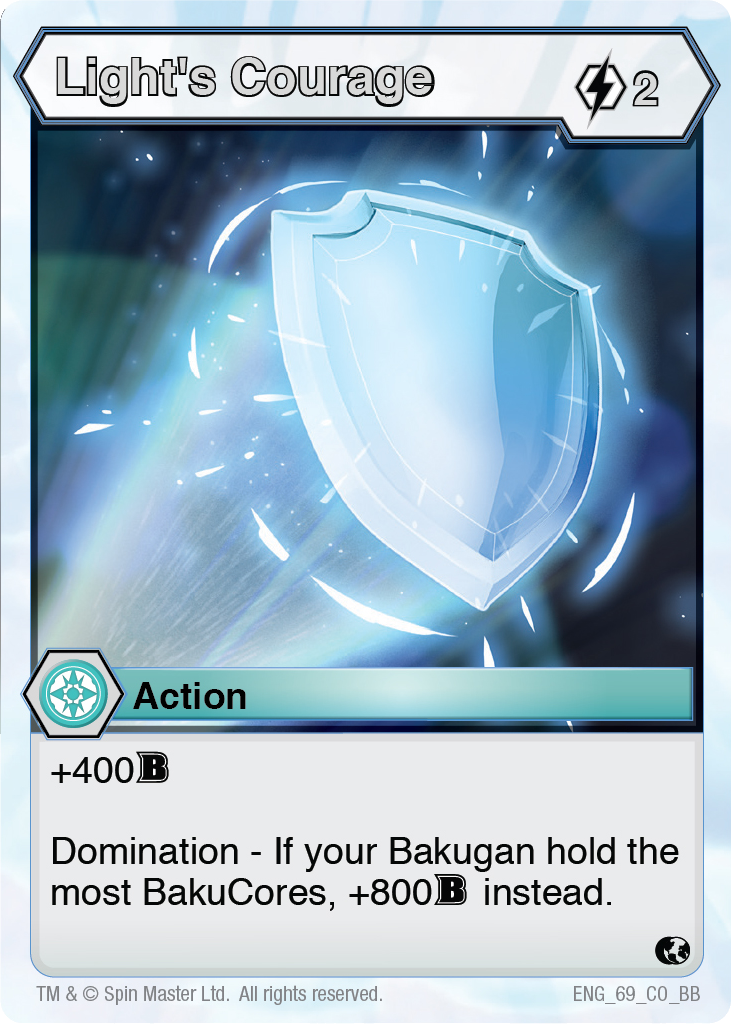 Light's Courage
2
Action
+400B
Domination - If your Bakugan hold the
most BakuCores, +800B instead.
TM & © Spin Master Ltd. All rights reserved.
ENG_69_CO_BB